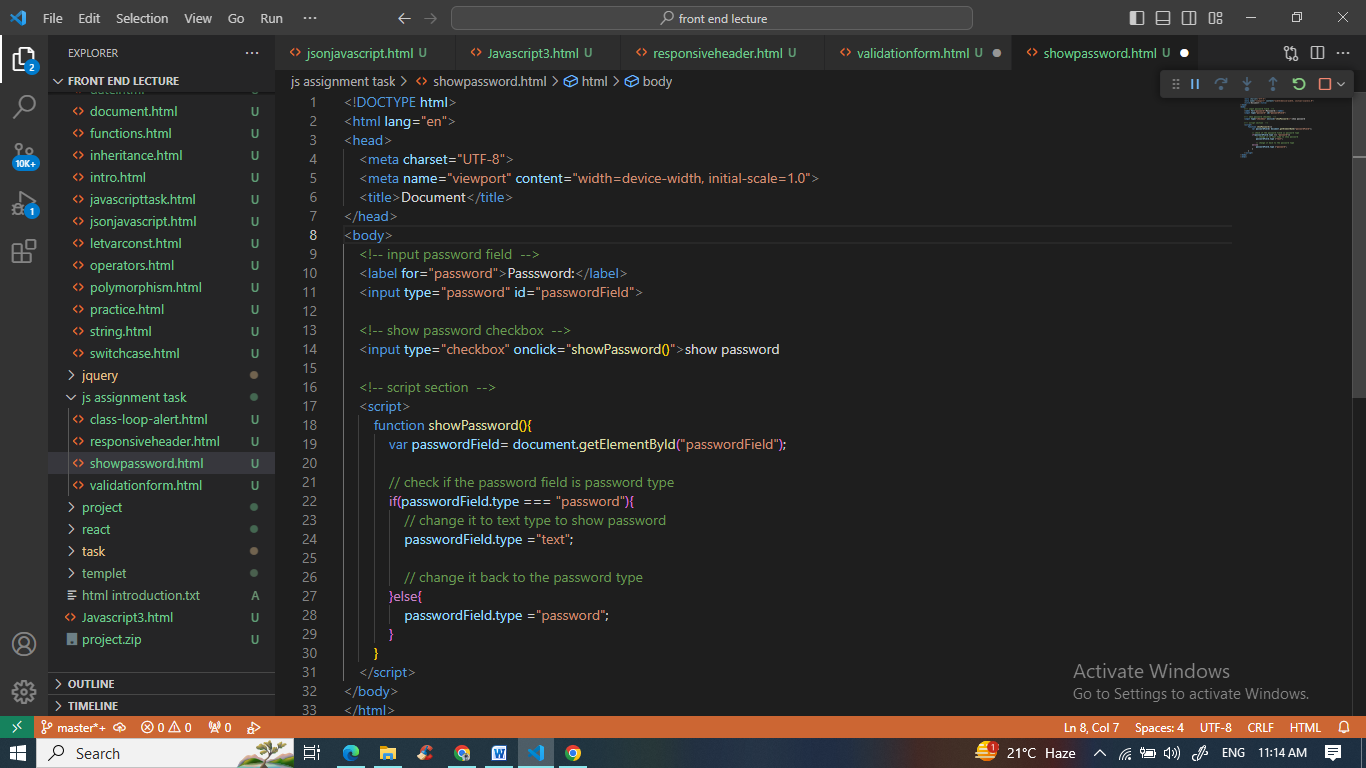 File Edit Selection View Go Run ··· front end lecture
EXPLORER ···
jsonjavascript.html U Javascript3.html U responsiveheader.html U validationform.html U showpassword.html U
FRONT END LECTURE
document.html U
functions.html U
inheritance.html U
intro.html U
javascripttask.html U
jsonjavascript.html U
letvarconst.html U
operators.html U
polymorphism.html U
practice.html U
string.html U
switchcase.html U
jquery
js assignment task
class-loop-alert.html U
responsiveheader.html U
showpassword.html U
validationform.html U
project
react
task
templet
html introduction.txt A
Javascript3.html U
project.zip U
OUTLINE
TIMELINE
2
10K+
1
js assignment task > showpassword.html > html > body
1 <!DOCTYPE html>
2 <html lang="en">
3 <head>
4 <meta charset="UTF-8">
5 <meta name="viewport" content="width=device-width, initial-scale=1.0">
6 <title>Document</title>
7 </head>
8 <body>
9 <!-- input password field -->
10 <label for="password">Passsword:</label>
11 <input type="password" id="passwordField">
12
13 <!-- show password checkbox -->
14 <input type="checkbox" onclick="showPassword()">show password
15
16 <!-- script section -->
17 <script>
18 function showPassword(){
19 var passwordField= document.getElementById("passwordField");
20
21 // check if the password field is password type
22 if(passwordField.type === "password"){
23 // change it to text type to show password
24 passwordField.type ="text";
25
26 // change it back to the password type
27 }else{
28 passwordField.type ="password";
29 }
30 }
31 </script>
32 </body>
33 </html>
Activate Windows
Go to Settings to activate Windows.
master*+ 0 0 0 Ln 8, Col 7 Spaces: 4 UTF-8 CRLF HTML
Search 1 21°C Haze ENG 11:14 AM